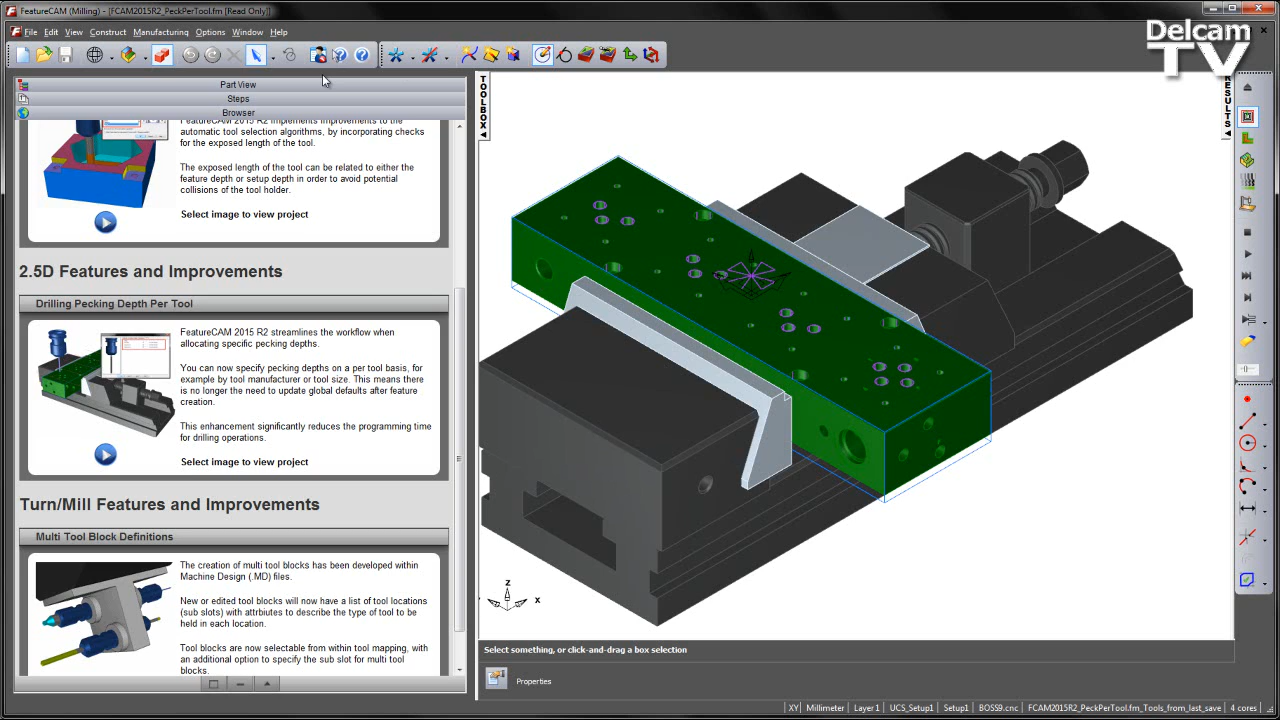 FeatureCAM (Milling) - [FCAM2015R2_PeckPerTool.fm [Read Only]]
File Edit View Construct Manufacturing Options Window Help
Delcam
TV
Part View
Steps
Browser
FeatureCAM 2015 R2 implements improvements to the
automatic tool selection algorithms, by incorporating checks
for the exposed length of the tool.
The exposed length of the tool can be related to either the
feature depth or setup depth in order to avoid potential
collisions of the tool holder.
Select image to view project
2.5D Features and Improvements
Drilling Pecking Depth Per Tool
FeatureCAM 2015 R2 streamlines the workflow when
allocating specific pecking depths.
You can now specify pecking depths on a per tool basis, for
example by tool manufacturer or tool size. This means there
is no longer the need to update global defaults after feature
creation.
This enhancement significantly reduces the programming time
for drilling operations.
Select image to view project
Turn/Mill Features and Improvements
Multi Tool Block Definitions
The creation of multi tool blocks has been developed within
Machine Design (.MD) files.
New or edited tool blocks will now have a list of tool locations
(sub slots) with attrbiutes to describe the type of tool to be
held in each location.
Tool blocks are now selectable from within tool mapping, with
an additional option to specify the sub slot for multi tool
blocks.
TOOLBOX
RESULTS
Z
X
Select something, or click-and-drag a box selection
Properties
XY Millimeter Layer1 UCS_Setup1 Setup1 BOSS9.cnc FCAM2015R2_PeckPerTool.fm_Tools_from_last_save 4 cores